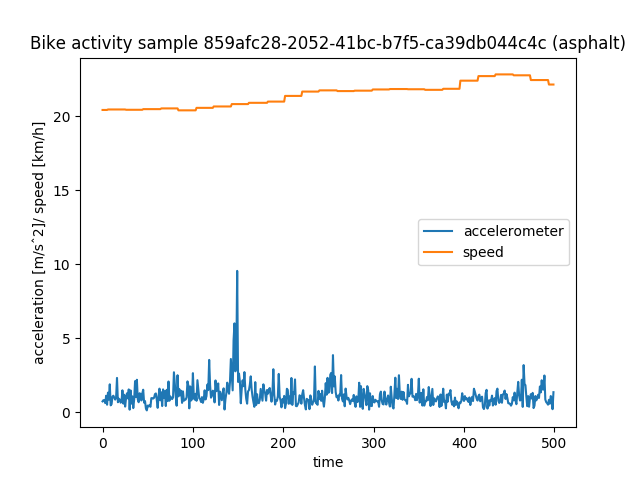 Bike activity sample 859afc28-2052-41bc-b7f5-ca39db044c4c (asphalt)
acceleration [m/s^2]/ speed [km/h]
20
15
10
5
0
accelerometer
speed
0 100 200 300 400 500
time